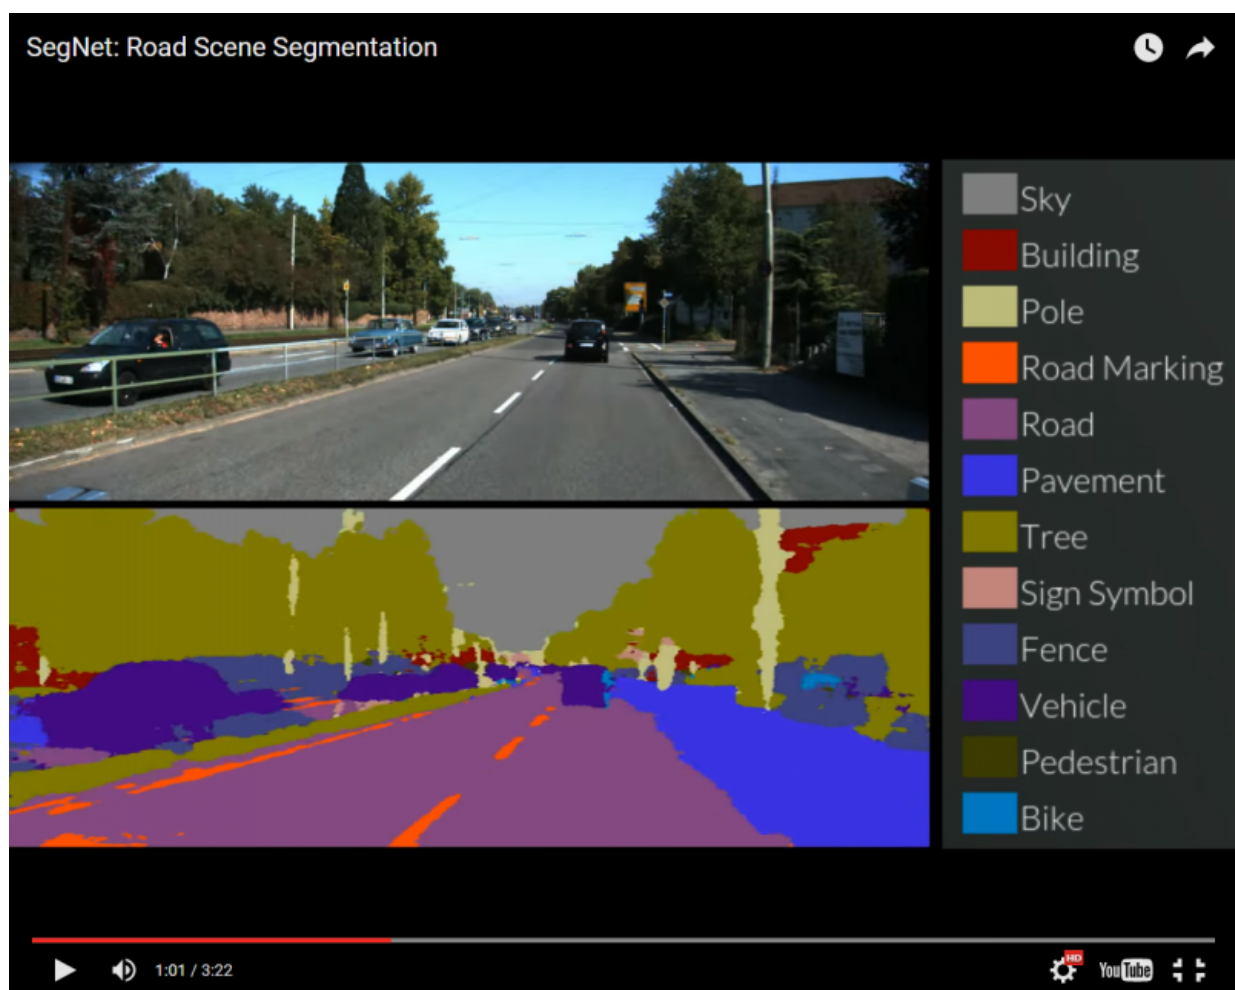 SegNet: Road Scene Segmentation
Sky
Building
Pole
Road Marking
Road
Pavement
Tree
Sign Symbol
Fence
Vehicle
Pedestrian
Bike
1:01 / 3:22
HD
YouTube